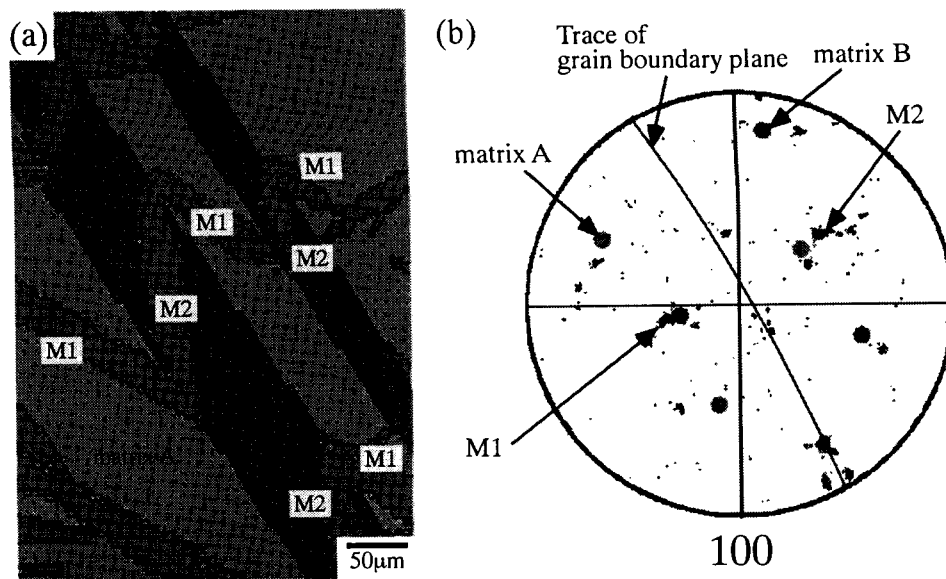 (a)
M1
M1
M2
M2
M1
M1
M2
50μm
(b)
Trace of
grain boundary plane
matrix B
M2
matrix A
M1
100